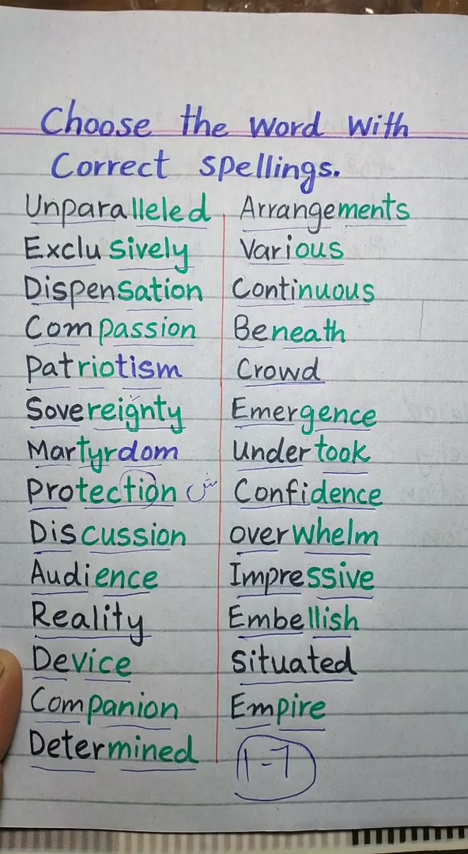 Choose the word with
Correct spellings.
Unparalleled
Exclusively
Dispensation
Compassion
Patriotism
Sovereignty
Martyrdom
Protection ش
Discussion
Audience
Reality
Device
Companion
Determined
Arrangements
Various
Continuous
Beneath
Crowd
Emergence
Undertook
Confidence
overwhelm
Impressive
Embellish
Situated
Empire
1-7